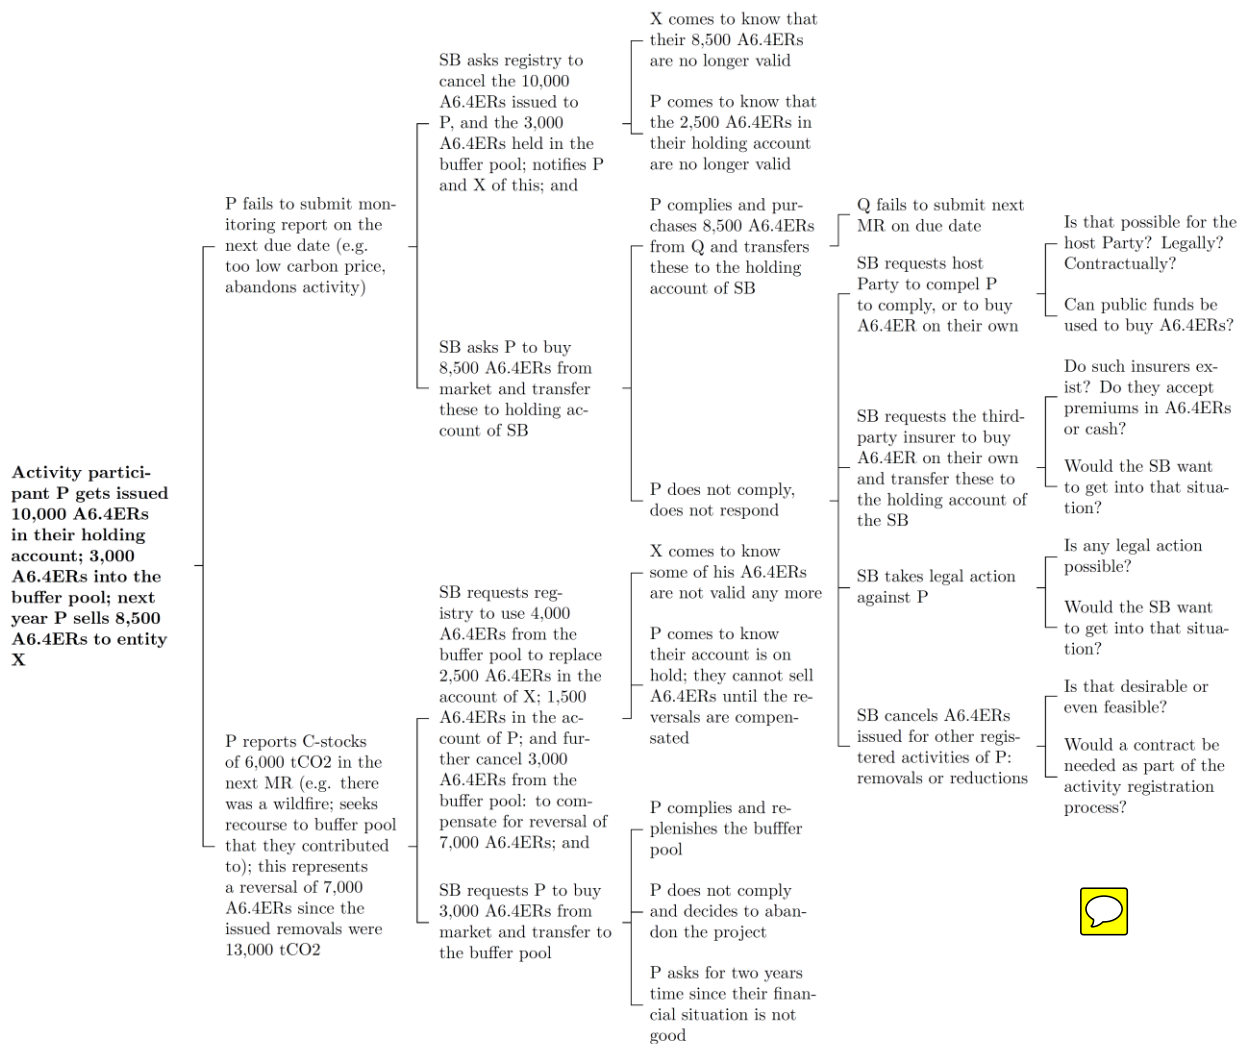 Activity partici-
pant P gets issued
10,000 A6.4ERs
in their holding
account; 3,000
A6.4ERs into the
buffer pool; next
year P sells 8,500
A6.4ERs to entity
X
P fails to submit mon-
itoring report on the
next due date (e.g.
too low carbon price,
abandons activity)
SB asks registry to
cancel the 10,000
A6.4ERs issued to
P, and the 3,000
A6.4ERs held in the
buffer pool; notifies P
and X of this; and
X comes to know that
their 8,500 A6.4ERs
are no longer valid
P comes to know that
the 2,500 A6.4ERs in
their holding account
are no longer valid
SB asks P to buy
8,500 A6.4ERs from
market and transfer
these to holding ac-
count of SB
P complies and pur-
chases 8,500 A6.4ERs
from Q and transfers
these to the holding
account of SB
Q fails to submit next
MR on due date
P does not comply,
does not respond
SB requests host
Party to compel P
to comply, or to buy
A6.4ER on their own
Is that possible for the
host Party? Legally?
Contractually?
Can public funds be
used to buy A6.4ERs?
SB requests the third-
party insurer to buy
A6.4ER on their own
and transfer these to
the holding account of
the SB
Do such insurers ex-
ist? Do they accept
premiums in A6.4ERs
or cash?
Would the SB want
to get into that situa-
tion?
SB takes legal action
against P
Is any legal action
possible?
Would the SB want
to get into that situa-
tion?
SB cancels A6.4ERs
issued for other regis-
tered activities of P:
removals or reductions
Is that desirable or
even feasible?
Would a contract be
needed as part of the
activity registration
process?
P reports C-stocks
of 6,000 tCO2 in the
next MR (e.g. there
was a wildfire; seeks
recourse to buffer pool
that they contributed
to); this represents
a reversal of 7,000
A6.4ERs since the
issued removals were
13,000 tCO2
SB requests reg-
istry to use 4,000
A6.4ERs from the
buffer pool to replace
2,500 A6.4ERs in the
account of X; 1,500
A6.4ERs in the ac-
count of P; and fur-
ther cancel 3,000
A6.4ERs from the
buffer pool: to com-
pensate for reversal of
7,000 A6.4ERs; and
X comes to know
some of his A6.4ERs
are not valid any more
P comes to know
their account is on
hold; they cannot sell
A6.4ERs until the re-
versals are compen-
sated
SB requests P to buy
3,000 A6.4ERs from
market and transfer to
the buffer pool
P complies and re-
plenishes the bufffer
pool
P does not comply
and decides to aban-
don the project
P asks for two years
time since their finan-
cial situation is not
good